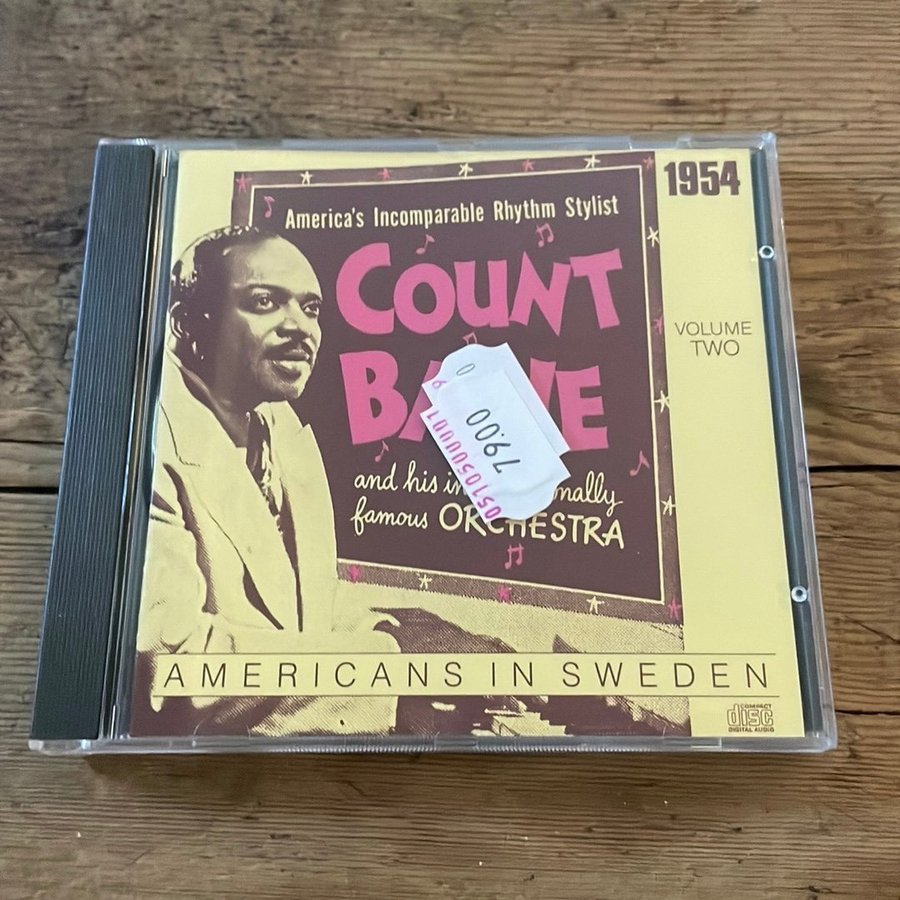 1954
America's Incomparable Rhythm Stylist
COUNT
VOLUME
TWO
79.00
0510500001
and his
famous ORCHESTRA
AMERICANS IN SWEDEN
COMPACT
disc
DIGITAL AUDIO